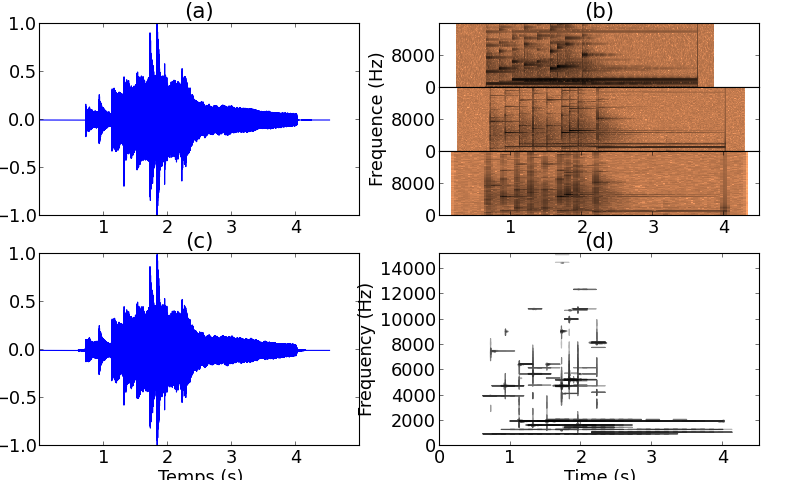 (a)
1.0
0.5
0.0
−0.5
−1.0
1 2 3 4
(b)
Frequence (Hz)
8000
0
8000
0
8000
0
1 2 3 4
(c)
1.0
0.5
0.0
−0.5
−1.0
1 2 3 4
Temps (s)
(d)
Frequency (Hz)
14000
12000
10000
8000
6000
4000
2000
0
0 1 2 3 4
Time (s)